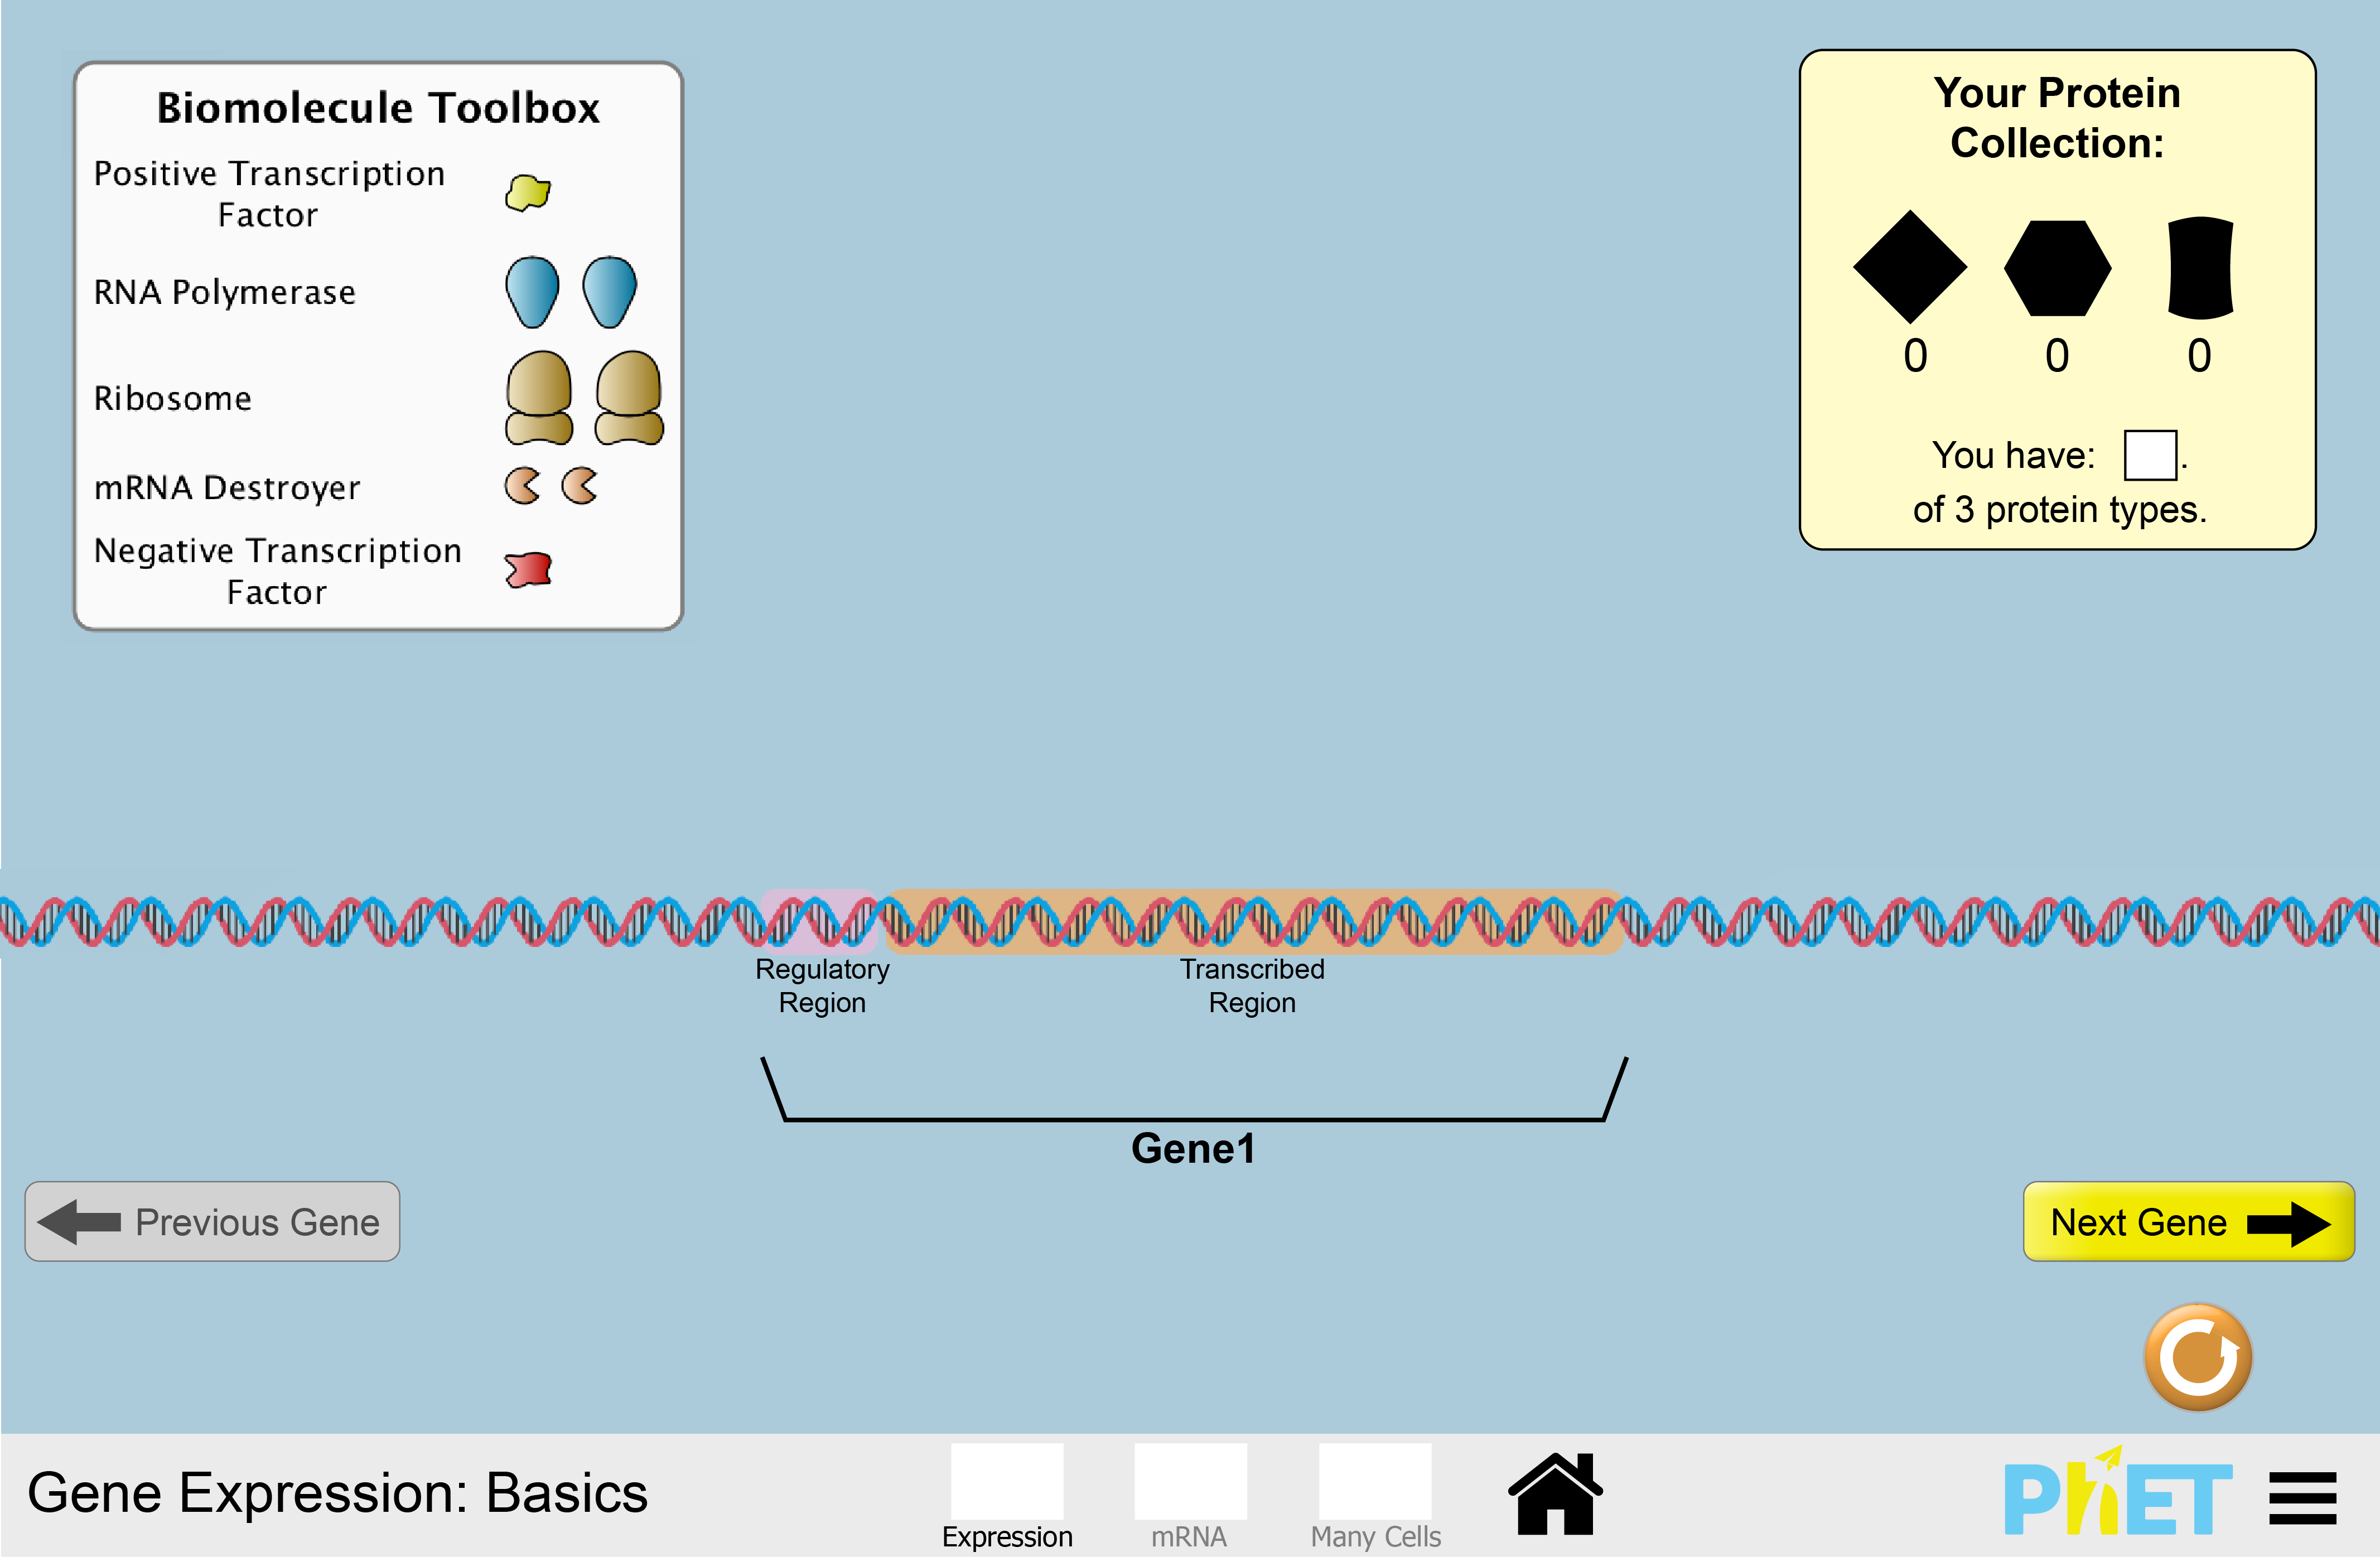 Biomolecule Toolbox
Positive Transcription
Factor
RNA Polymerase
Ribosome
mRNA Destroyer
Negative Transcription
Factor
Your Protein
Collection:
0 0 0
You have: .
of 3 protein types.
Regulatory
Region
Transcribed
Region
Gene1
Previous Gene
Next Gene
Gene Expression: Basics
Expression
mRNA
Many Cells
PhET